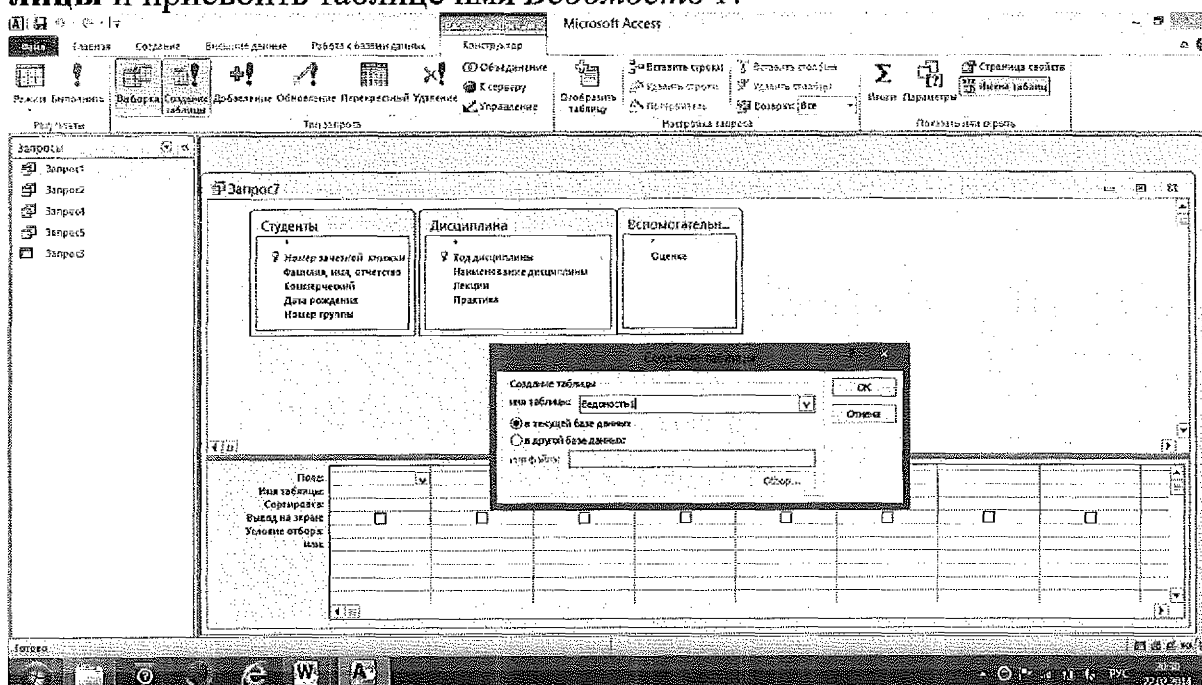 лицы и присвоить таблице имя Ведомость 1.
Microsoft Access
Файл Главная Создание Внешние данные Работа с базами данных Конструктор
Режим Выполнить Выборка Создание таблицы Добавление Обновление Перекрестный Удаление
Объединение
К серверу
Управление
Отобразить таблицу
Вставить строки
Удалить строки
Построитель
Вставить столбцы
Удалить столбцы
Возврат: Все
Итоги Параметры
Страница свойств
Имена таблиц
Результаты Тип запроса Настройка запроса Показать или скрыть
Запросы
Запрос1
Запрос2
Запрос4
Запрос5
Запрос3
Запрос7
Студенты
*
Номер зачетной книжки
Фамилия, имя, отчество
Коммерческий
Дата рождения
Номер группы
Дисциплина
*
Код дисциплины
Наименование дисциплины
Лекции
Практика
Вспомогательн...
*
Оценка
Создание таблицы
Создание таблицы
имя таблицы: Ведомость1
в текущей базе данных
в другой базе данных:
имя файла:
Обзор...
ОК
Отмена
Поле:
Имя таблицы:
Сортировка:
Вывод на экран:
Условие отбора:
или:
Готово
РУС
20:50